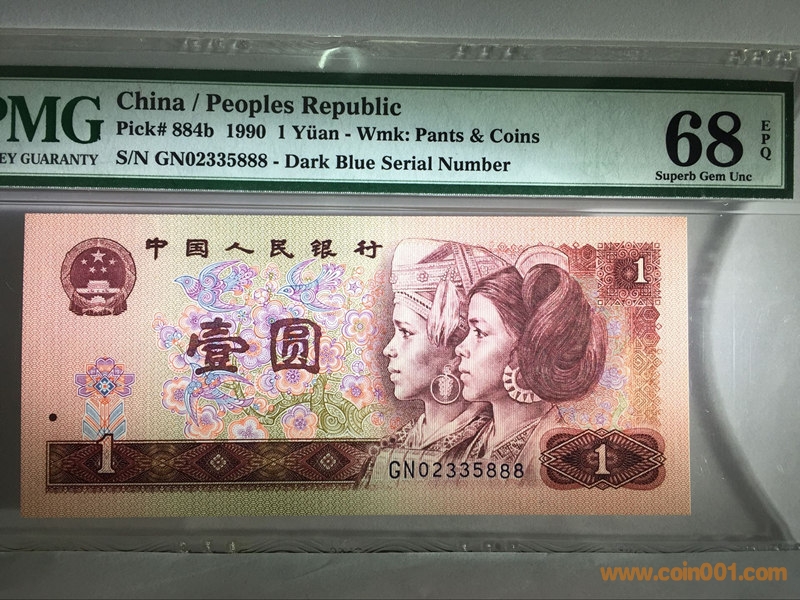 PMG
EY GUARANTY
China / Peoples Republic
Pick# 884b 1990 1 Yüan - Wmk: Pants & Coins
S/N GN02335888 - Dark Blue Serial Number
68
EPQ
Superb Gem Unc
中国人民银行
1
壹圆
1
GN02335888
1
www.coin001.com